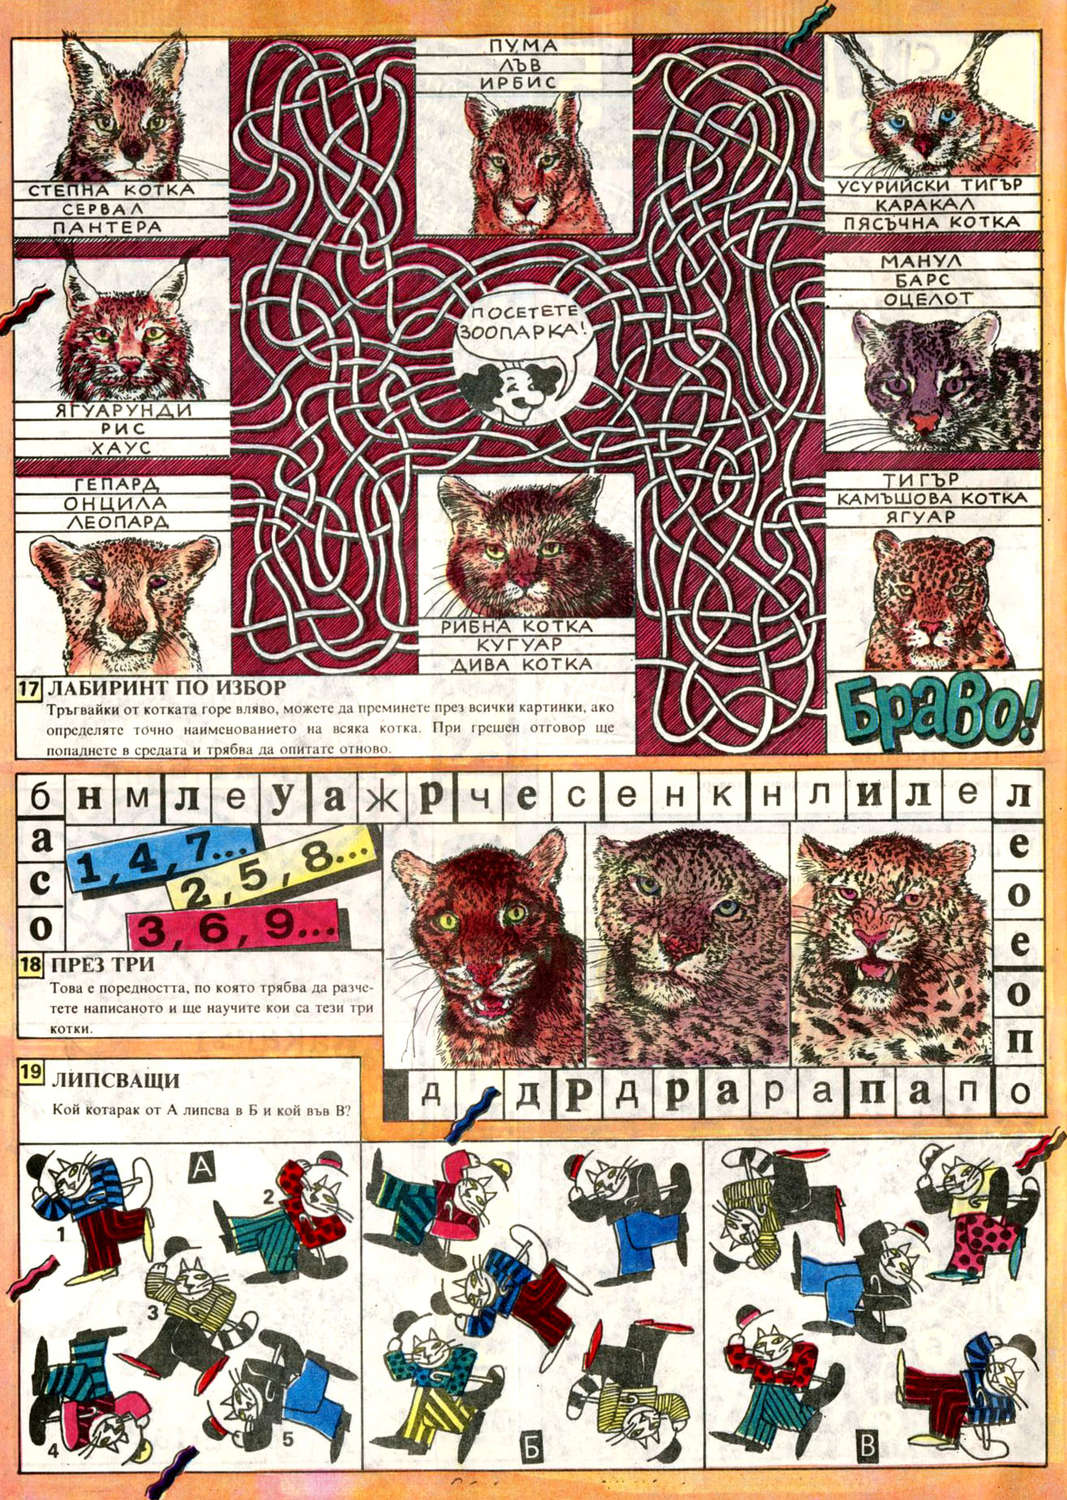 ПУМА
ЛЪВ
ИРБИС
СТЕПНА КОТКА
СЕРВАЛ
ПАНТЕРА
УСУРИЙСКИ ТИГЪР
КАРАКАЛ
ПЯСЪЧНА КОТКА
МАНУЛ
БАРС
ОЦЕЛОТ
ПОСЕТЕТЕ
ЗООПАРКА!
ЯГУАРУНДИ
РИС
ХАУС
ГЕПАРД
ОНЦИЛА
ЛЕОПАРД
ТИГЪР
КАМЪШОВА КОТКА
ЯГУАР
РИБНА КОТКА
КУГУАР
ДИВА КОТКА
Браво!
17 ЛАБИРИНТ ПО ИЗБОР
Тръгвайки от котката горе вляво, можете да преминете през всички картинки, ако
определяте точно наименованието на всяка котка. При грешен отговор ще
попаднете в средата и трябва да опитате отново.
б н м л е у а ж р ч е с е н к н л и л е л
а
с
о
е
о
е
о
п
1, 4, 7...
2, 5, 8...
3, 6, 9...
18 ПРЕЗ ТРИ
Това е поредността, по която трябва да разче-
тете написаното и ще научите кои са тези три
котки.
д и д р д р а р а п а п о
19 ЛИПСВАЩИ
Кой котарак от А липсва в Б и кой във В?
А
1
2
3
4
5
Б
В